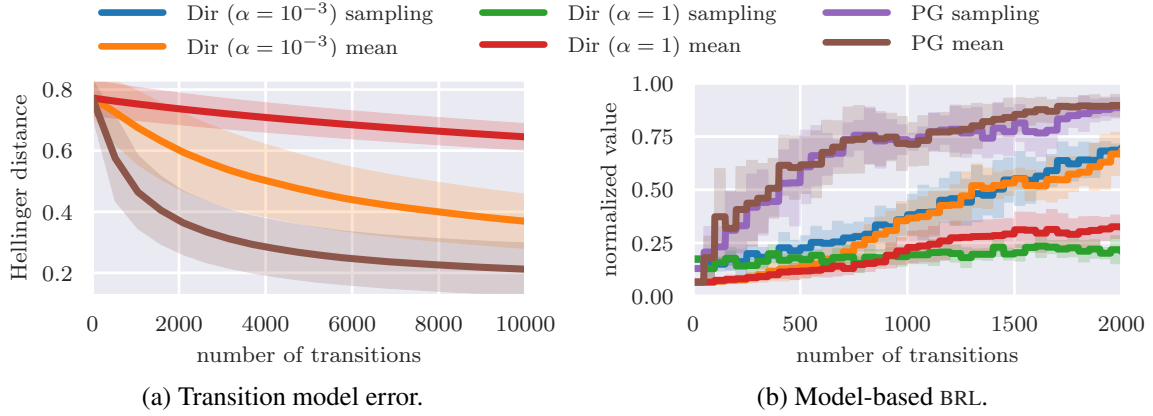 Dir (α = 10⁻³) sampling Dir (α = 1) sampling PG sampling
Dir (α = 10⁻³) mean Dir (α = 1) mean PG mean
Hellinger distance
0.8
0.6
0.4
0.2
0 2000 4000 6000 8000 10000
number of transitions
(a) Transition model error.
normalized value
1.00
0.75
0.50
0.25
0.00
0 500 1000 1500 2000
number of transitions
(b) Model-based BRL.